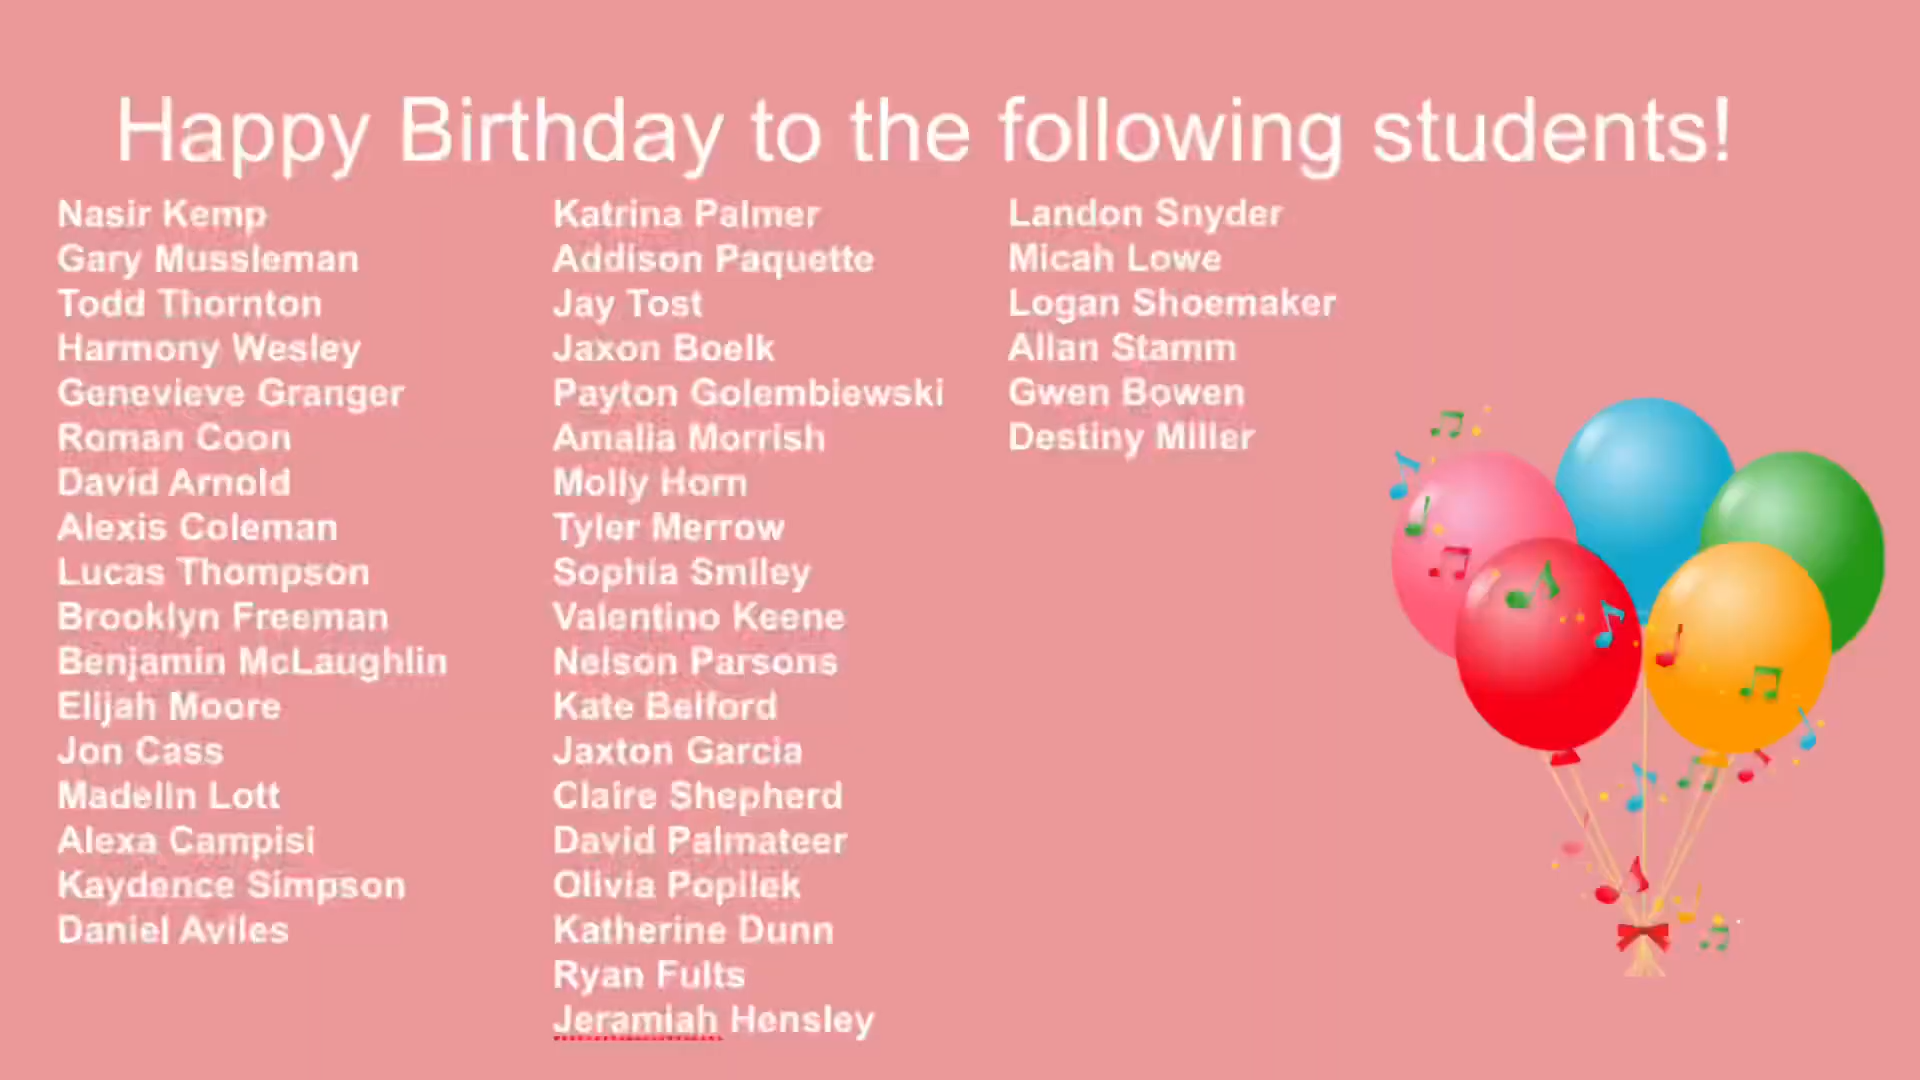 Happy Birthday to the following students!
Nasir Kemp
Gary Mussleman
Todd Thornton
Harmony Wesley
Genevieve Granger
Roman Coon
David Arnold
Alexis Coleman
Lucas Thompson
Brooklyn Freeman
Benjamin McLaughlin
Elijah Moore
Jon Cass
Madelin Lott
Alexa Campisi
Kaydence Simpson
Daniel Aviles
Katrina Palmer
Addison Paquette
Jay Tost
Jaxon Boelk
Payton Golembiewski
Amalia Morrish
Molly Horn
Tyler Merrow
Sophia Smiley
Valentino Keene
Nelson Parsons
Kate Belford
Jaxton Garcia
Claire Shepherd
David Palmateer
Olivia Popilek
Katherine Dunn
Ryan Fults
Jeramiah Hensley
Landon Snyder
Micah Lowe
Logan Shoemaker
Allan Stamm
Gwen Bowen
Destiny Miller